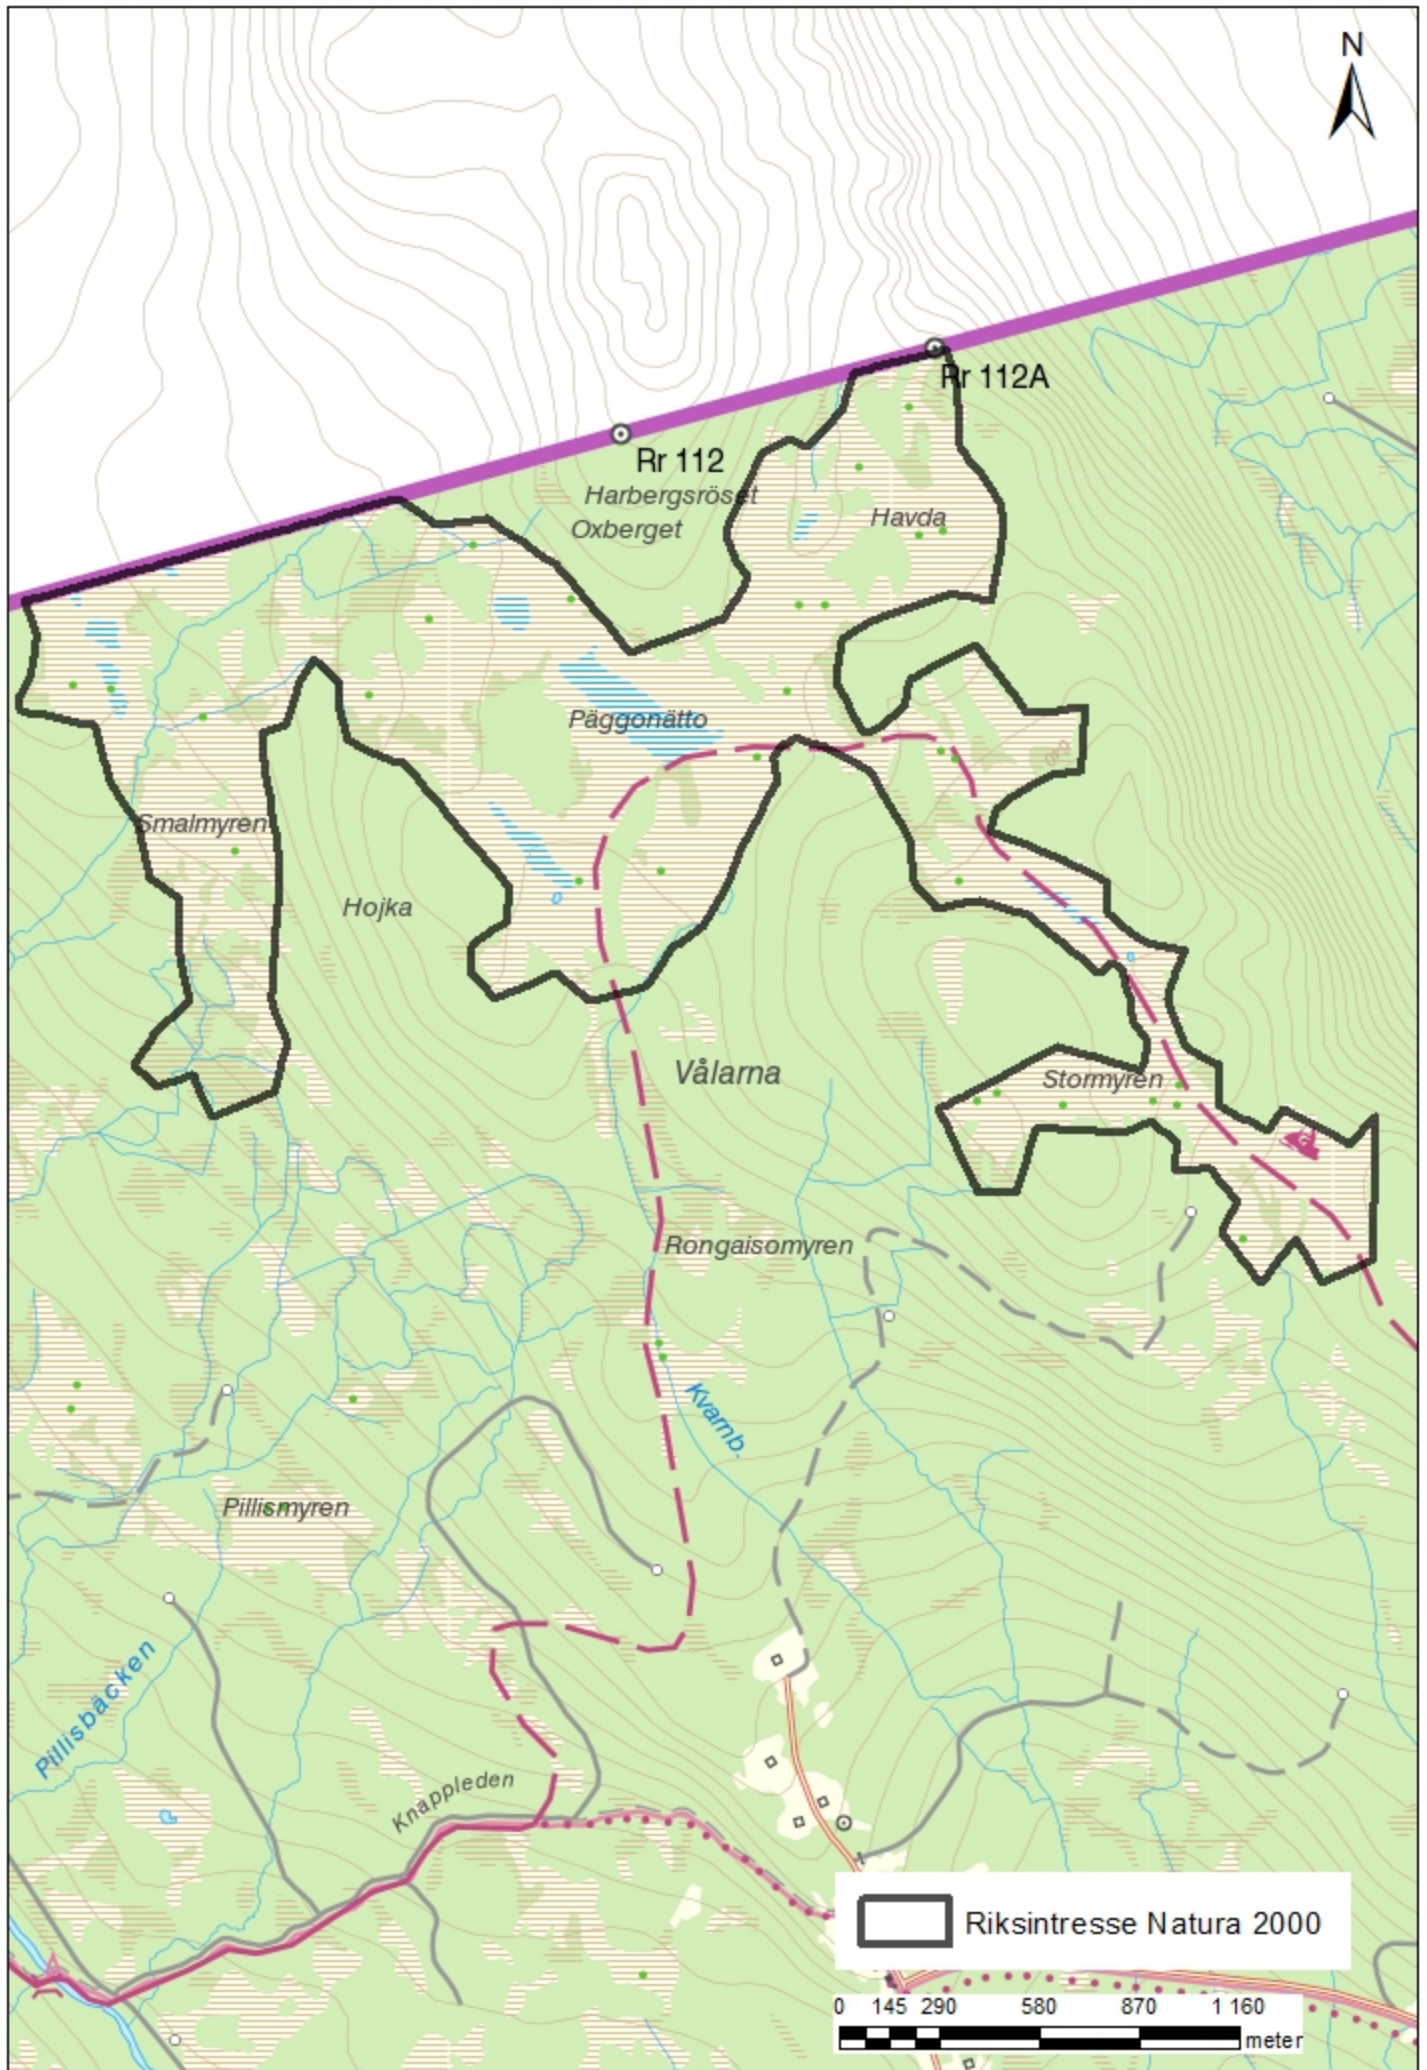 N
Rr 112A
Rr 112
Harbergsröset
Oxberget
Havda
Päggonätto
640
Smalmyren
Hojka
Vålarna
Stormyren
Rongaisomyren
Kvarnb.
Pillismyren
Pillisbäcken
Knappleden
Riksintresse Natura 2000
0 145 290 580 870 1 160
meter